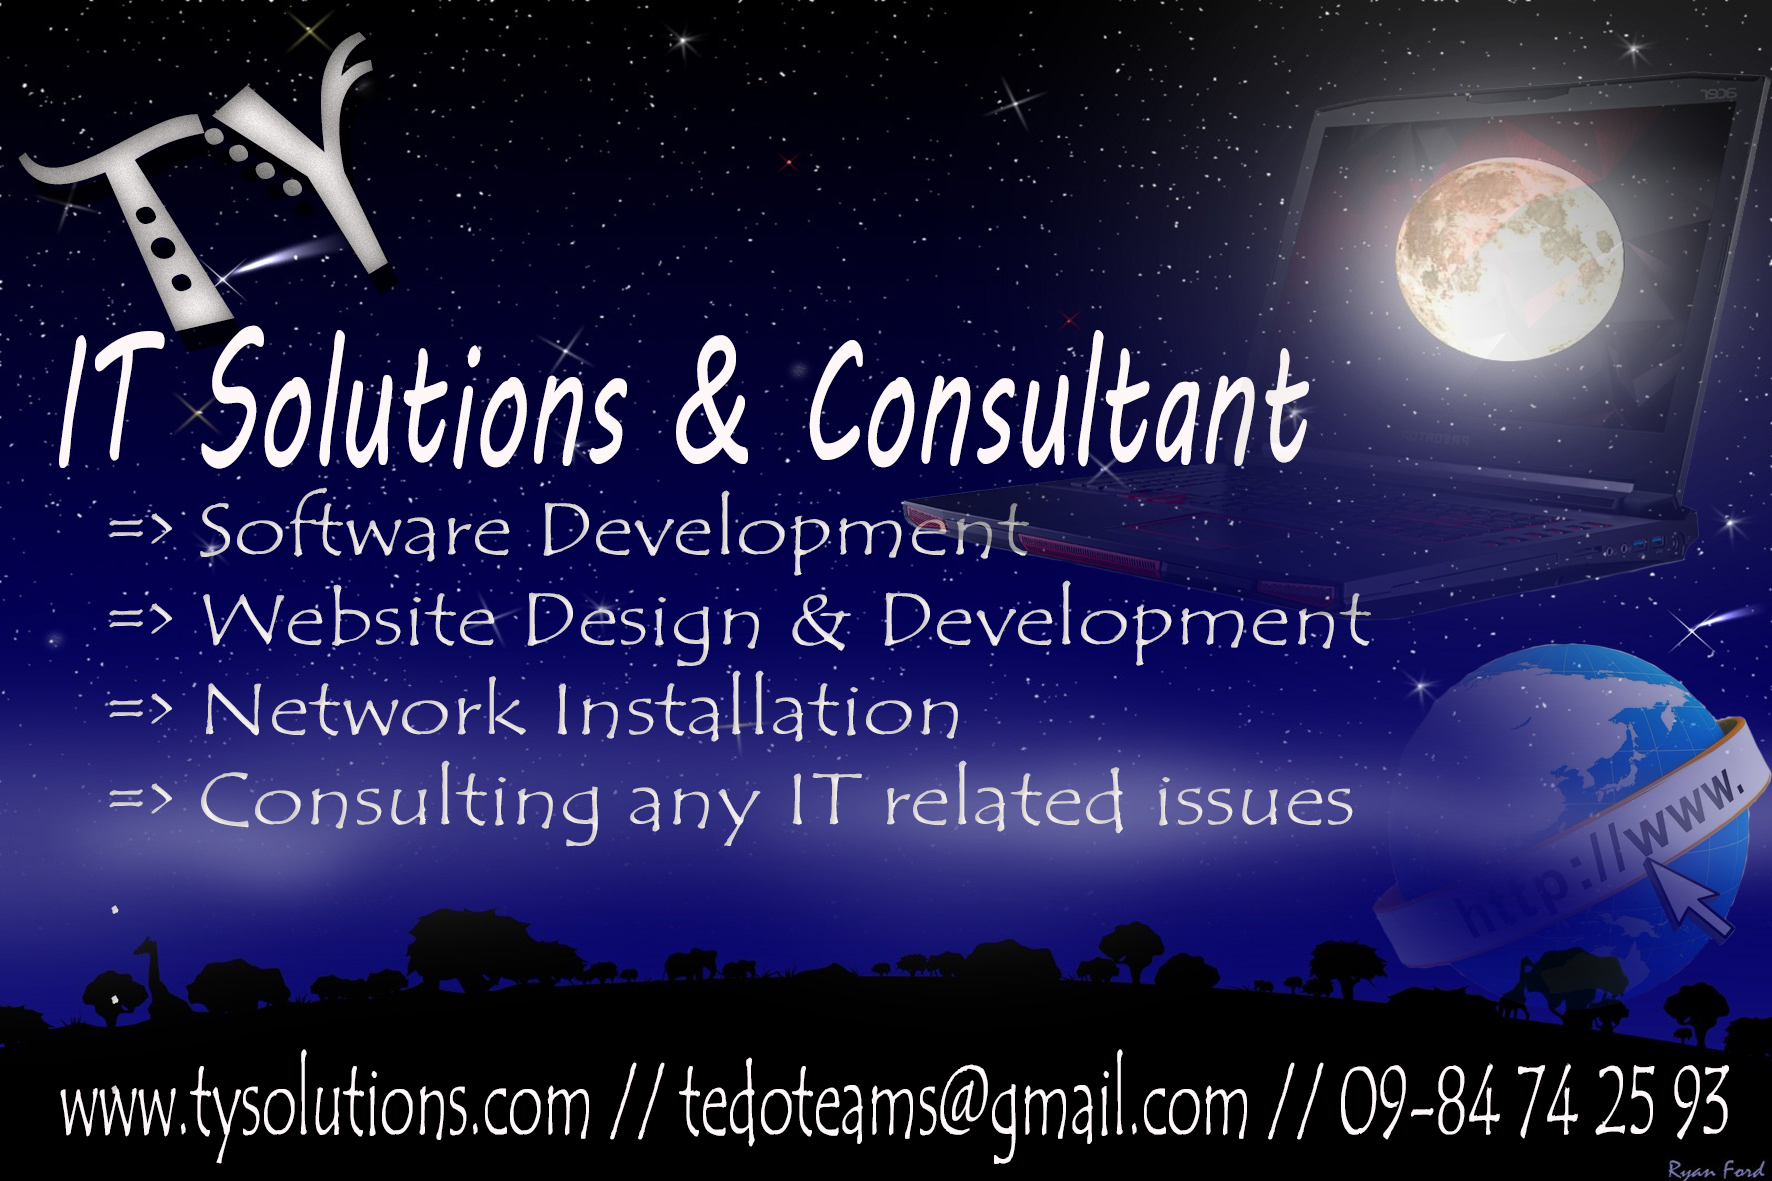 TY
acer
IT Solutions & Consultant
=> Software Development
=> Website Design & Development
=> Network Installation
=> Consulting any IT related issues
.
.
http://www.
www.tysolutions.com // tedoteams@gmail.com // 09-84 74 25 93
Ryan Ford